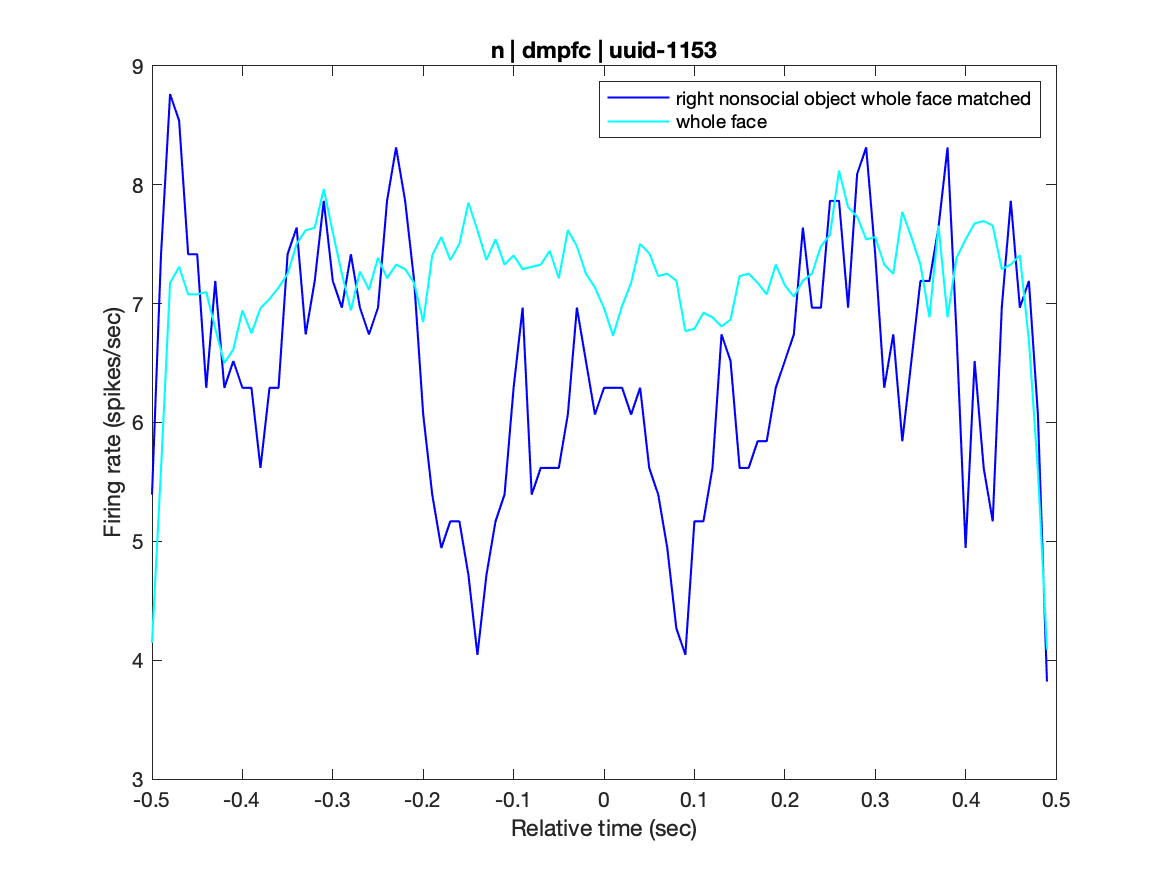 n | dmpfc | uuid-1153
right nonsocial object whole face matched
whole face
9
8
7
6
5
4
3
Firing rate (spikes/sec)
-0.5 -0.4 -0.3 -0.2 -0.1 0 0.1 0.2 0.3 0.4 0.5
Relative time (sec)